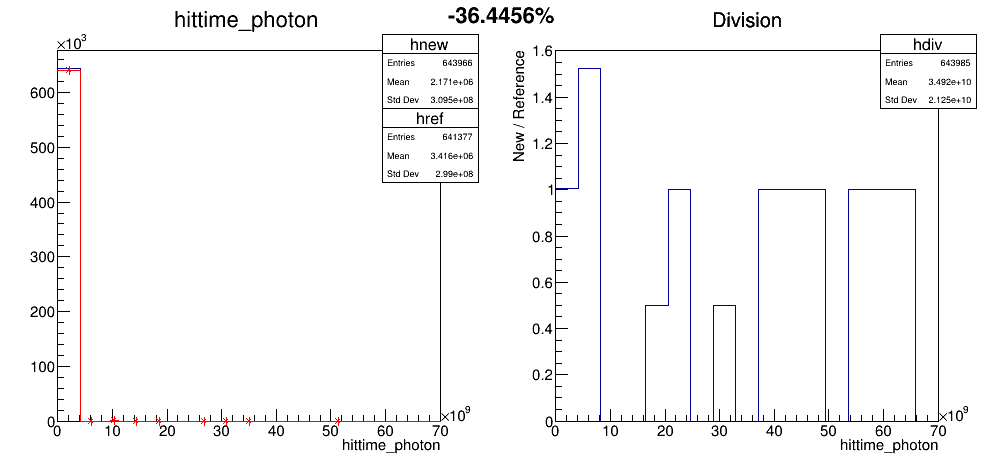 -36.4456%
hittime_photon
×10³
hnew
Entries 643966
Mean 2.171e+06
Std Dev 3.095e+08
href
Entries 641377
Mean 3.416e+06
Std Dev 2.99e+08
600
500
400
300
200
100
0
0 10 20 30 40 50 60 70
×10⁹
hittime_photon
Division
hdiv
Entries 643985
Mean 3.492e+10
Std Dev 2.125e+10
New / Reference
1.6
1.4
1.2
1
0.8
0.6
0.4
0.2
0
0 10 20 30 40 50 60 70
×10⁹
hittime_photon